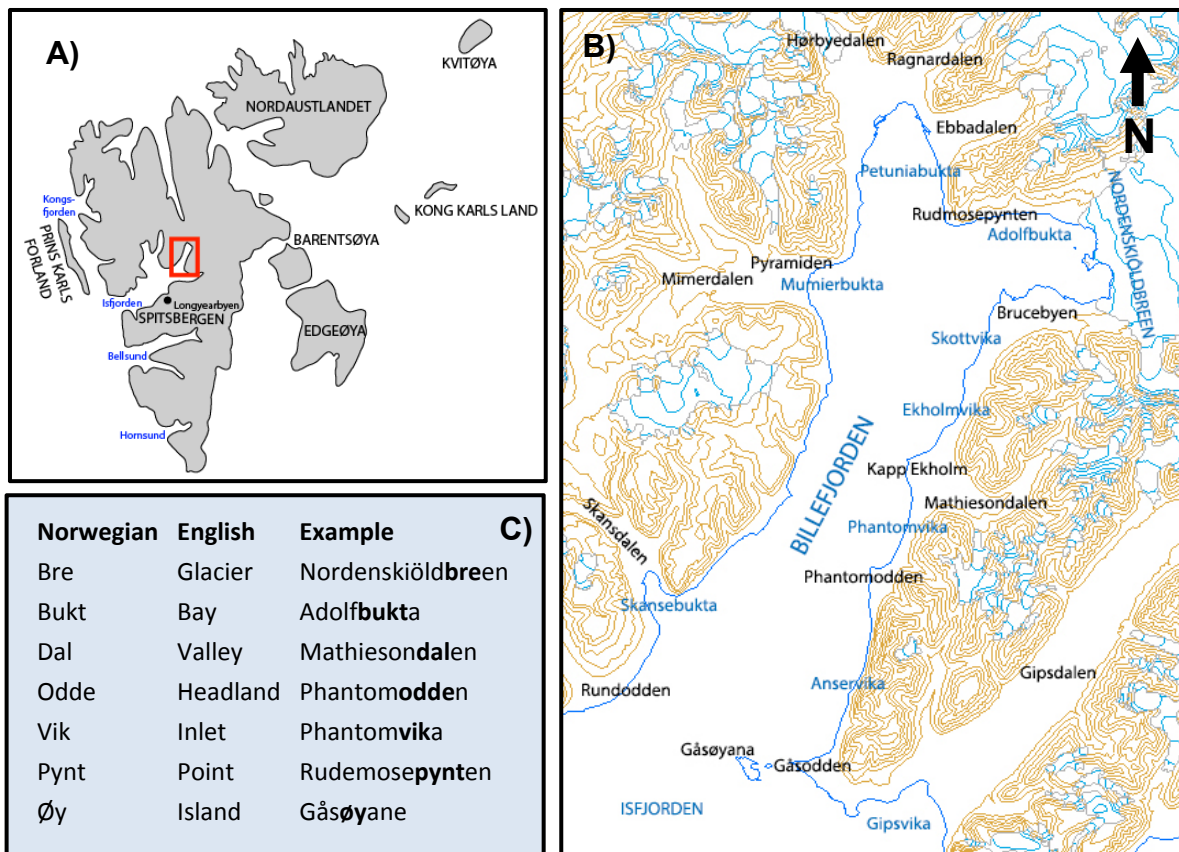 A)
KVITØYA
NORDAUSTLANDET
KONG KARLS LAND
Kongs-
fjorden
PRINS KARLS
FORLAND
BARENTSØYA
Isfjorden
Longyearbyen
SPITSBERGEN
EDGEØYA
Bellsund
Hornsund
B)
N
Hørbyedalen
Ragnardalen
Ebbadalen
Petuniabukta
NORDENSKIÖLDBREEN
Rudmosepynten
Adolfbukta
Pyramiden
Mimerdalen
Mumierbukta
Brucebyen
Skottvika
Ekholmvika
BILLEFJORDEN
Kapp Ekholm
Mathiesondalen
Skansdalen
Phantomvika
Phantomodden
Skansebukta
Gipsdalen
Anservika
Rundodden
Gåsøyana
Gåsodden
ISFJORDEN
Gipsvika
C)
Norwegian English Example
Bre Glacier Nordenskiöldbreen
Bukt Bay Adolfbukta
Dal Valley Mathiesondalen
Odde Headland Phantomodden
Vik Inlet Phantomvika
Pynt Point Rudemosepynten
Øy Island Gåsøyane